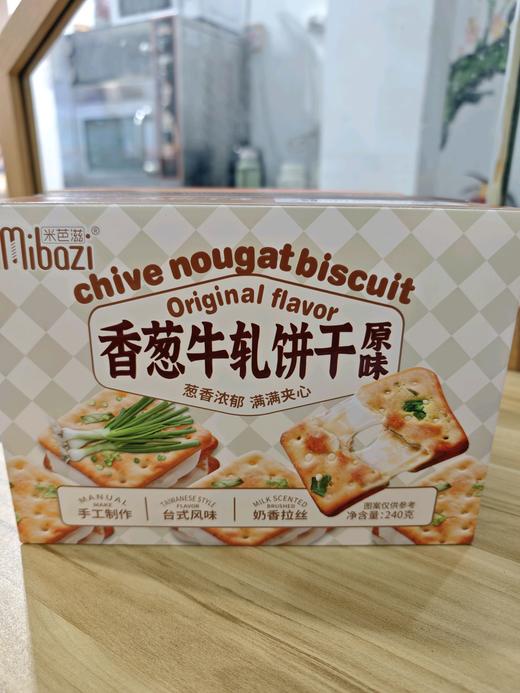 米芭滋®
Mibazi
chive nougat biscuit
Original flavor
香葱牛轧饼干 原味
葱香浓郁 满满夹心
MANUAL
MAKE
手工制作
TAIWANESE STYLE
FLAVOR
台式风味
MILK SCENTED
BRUSHED
奶香拉丝
图案仅供参考
净含量:240克